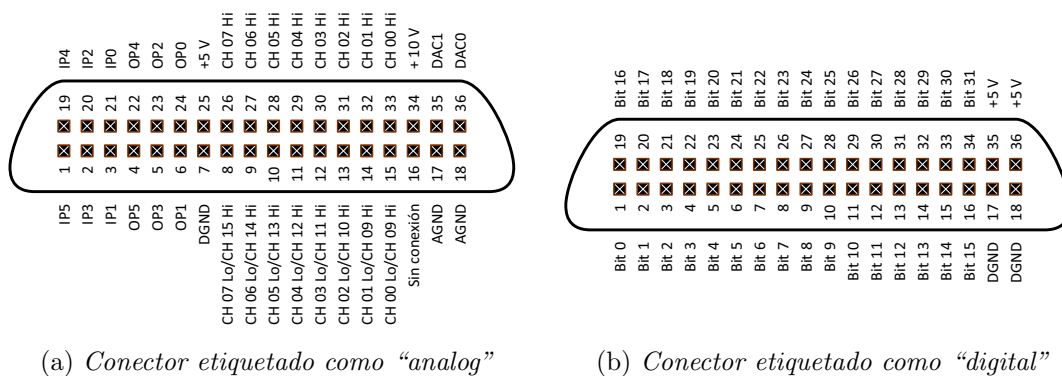 IP4 IP2 IP0 OP4 OP2 OP0 +5 V CH 07 Hi CH 06 Hi CH 05 Hi CH 04 Hi CH 03 Hi CH 02 Hi CH 01 Hi CH 00 Hi +10 V DAC1 DAC0
19 20 21 22 23 24 25 26 27 28 29 30 31 32 33 34 35 36
1 2 3 4 5 6 7 8 9 10 11 12 13 14 15 16 17 18
IP5 IP3 IP1 OP5 OP3 OP1 DGND CH 07 Lo/CH 15 Hi CH 06 Lo/CH 14 Hi CH 05 Lo/CH 13 Hi CH 04 Lo/CH 12 Hi CH 03 Lo/CH 11 Hi CH 02 Lo/CH 10 Hi CH 01 Lo/CH 09 Hi CH 00 Lo/CH 09 Hi Sin conexión AGND AGND
(a) Conector etiquetado como “analog”
Bit 16 Bit 17 Bit 18 Bit 19 Bit 20 Bit 21 Bit 22 Bit 23 Bit 24 Bit 25 Bit 26 Bit 27 Bit 28 Bit 29 Bit 30 Bit 31 +5 V +5 V
19 20 21 22 23 24 25 26 27 28 29 30 31 32 33 34 35 36
1 2 3 4 5 6 7 8 9 10 11 12 13 14 15 16 17 18
Bit 0 Bit 1 Bit 2 Bit 3 Bit 4 Bit 5 Bit 6 Bit 7 Bit 8 Bit 9 Bit 10 Bit 11 Bit 12 Bit 13 Bit 14 Bit 15 DGND DGND
(b) Conector etiquetado como “digital”